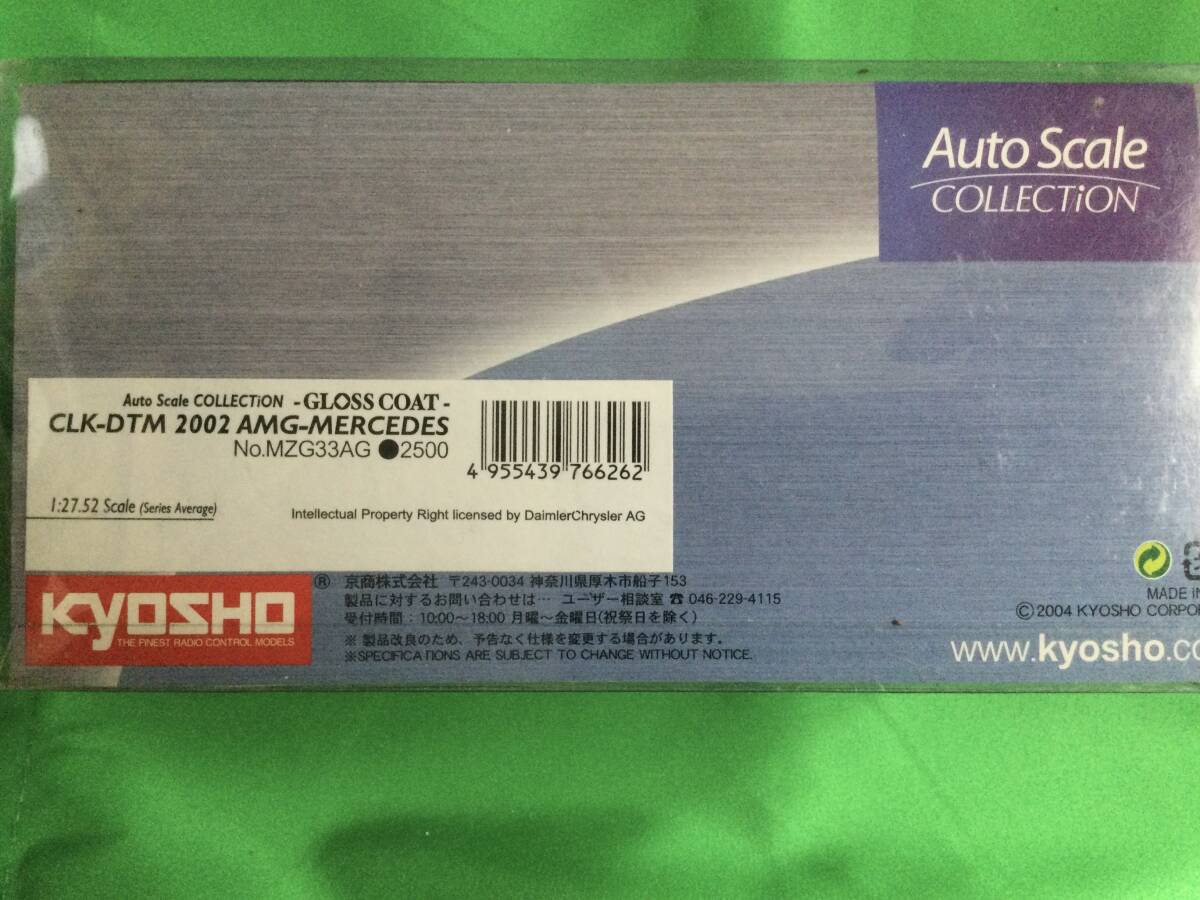 Auto Scale
COLLECTiON
Auto Scale COLLECTiON -GLOSS COAT-
CLK-DTM 2002 AMG-MERCEDES
No.MZG33AG ●2500
4 955439 766262
1:27.52 Scale (Series Average)
Intellectual Property Right licensed by DaimlerChrysler AG
KYOSHO
THE FINEST RADIO CONTROL MODELS
® 京商株式会社 〒243-0034 神奈川県厚木市船子153
製品に対するお問い合わせは… ユーザー相談室 ☎ 046-229-4115
受付時間：10:00〜18:00 月曜〜金曜日(祝祭日を除く)
※ 製品改良のため、予告なく仕様を変更する場合があります。
※SPECIFICATIONS ARE SUBJECT TO CHANGE WITHOUT NOTICE.
MADE IN
©2004 KYOSHO CORPOR
www.kyosho.co